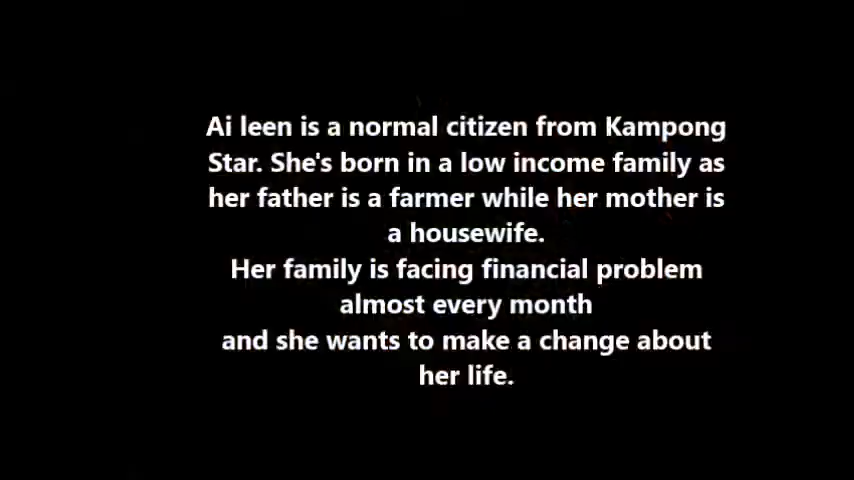 Ai leen is a normal citizen from Kampong
Star. She's born in a low income family as
her father is a farmer while her mother is
a housewife.
Her family is facing financial problem
almost every month
and she wants to make a change about
her life.